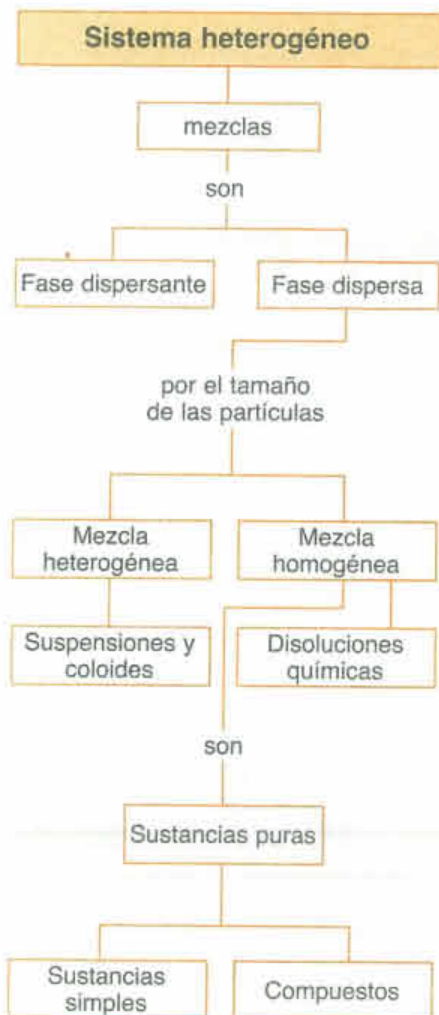 Sistema heterogéneo
mezclas
son
Fase dispersante
Fase dispersa
por el tamaño
de las partículas
Mezcla
heterogénea
Mezcla
homogénea
Suspensiones y
coloides
Disoluciones
químicas
son
Sustancias puras
Sustancias
simples
Compuestos